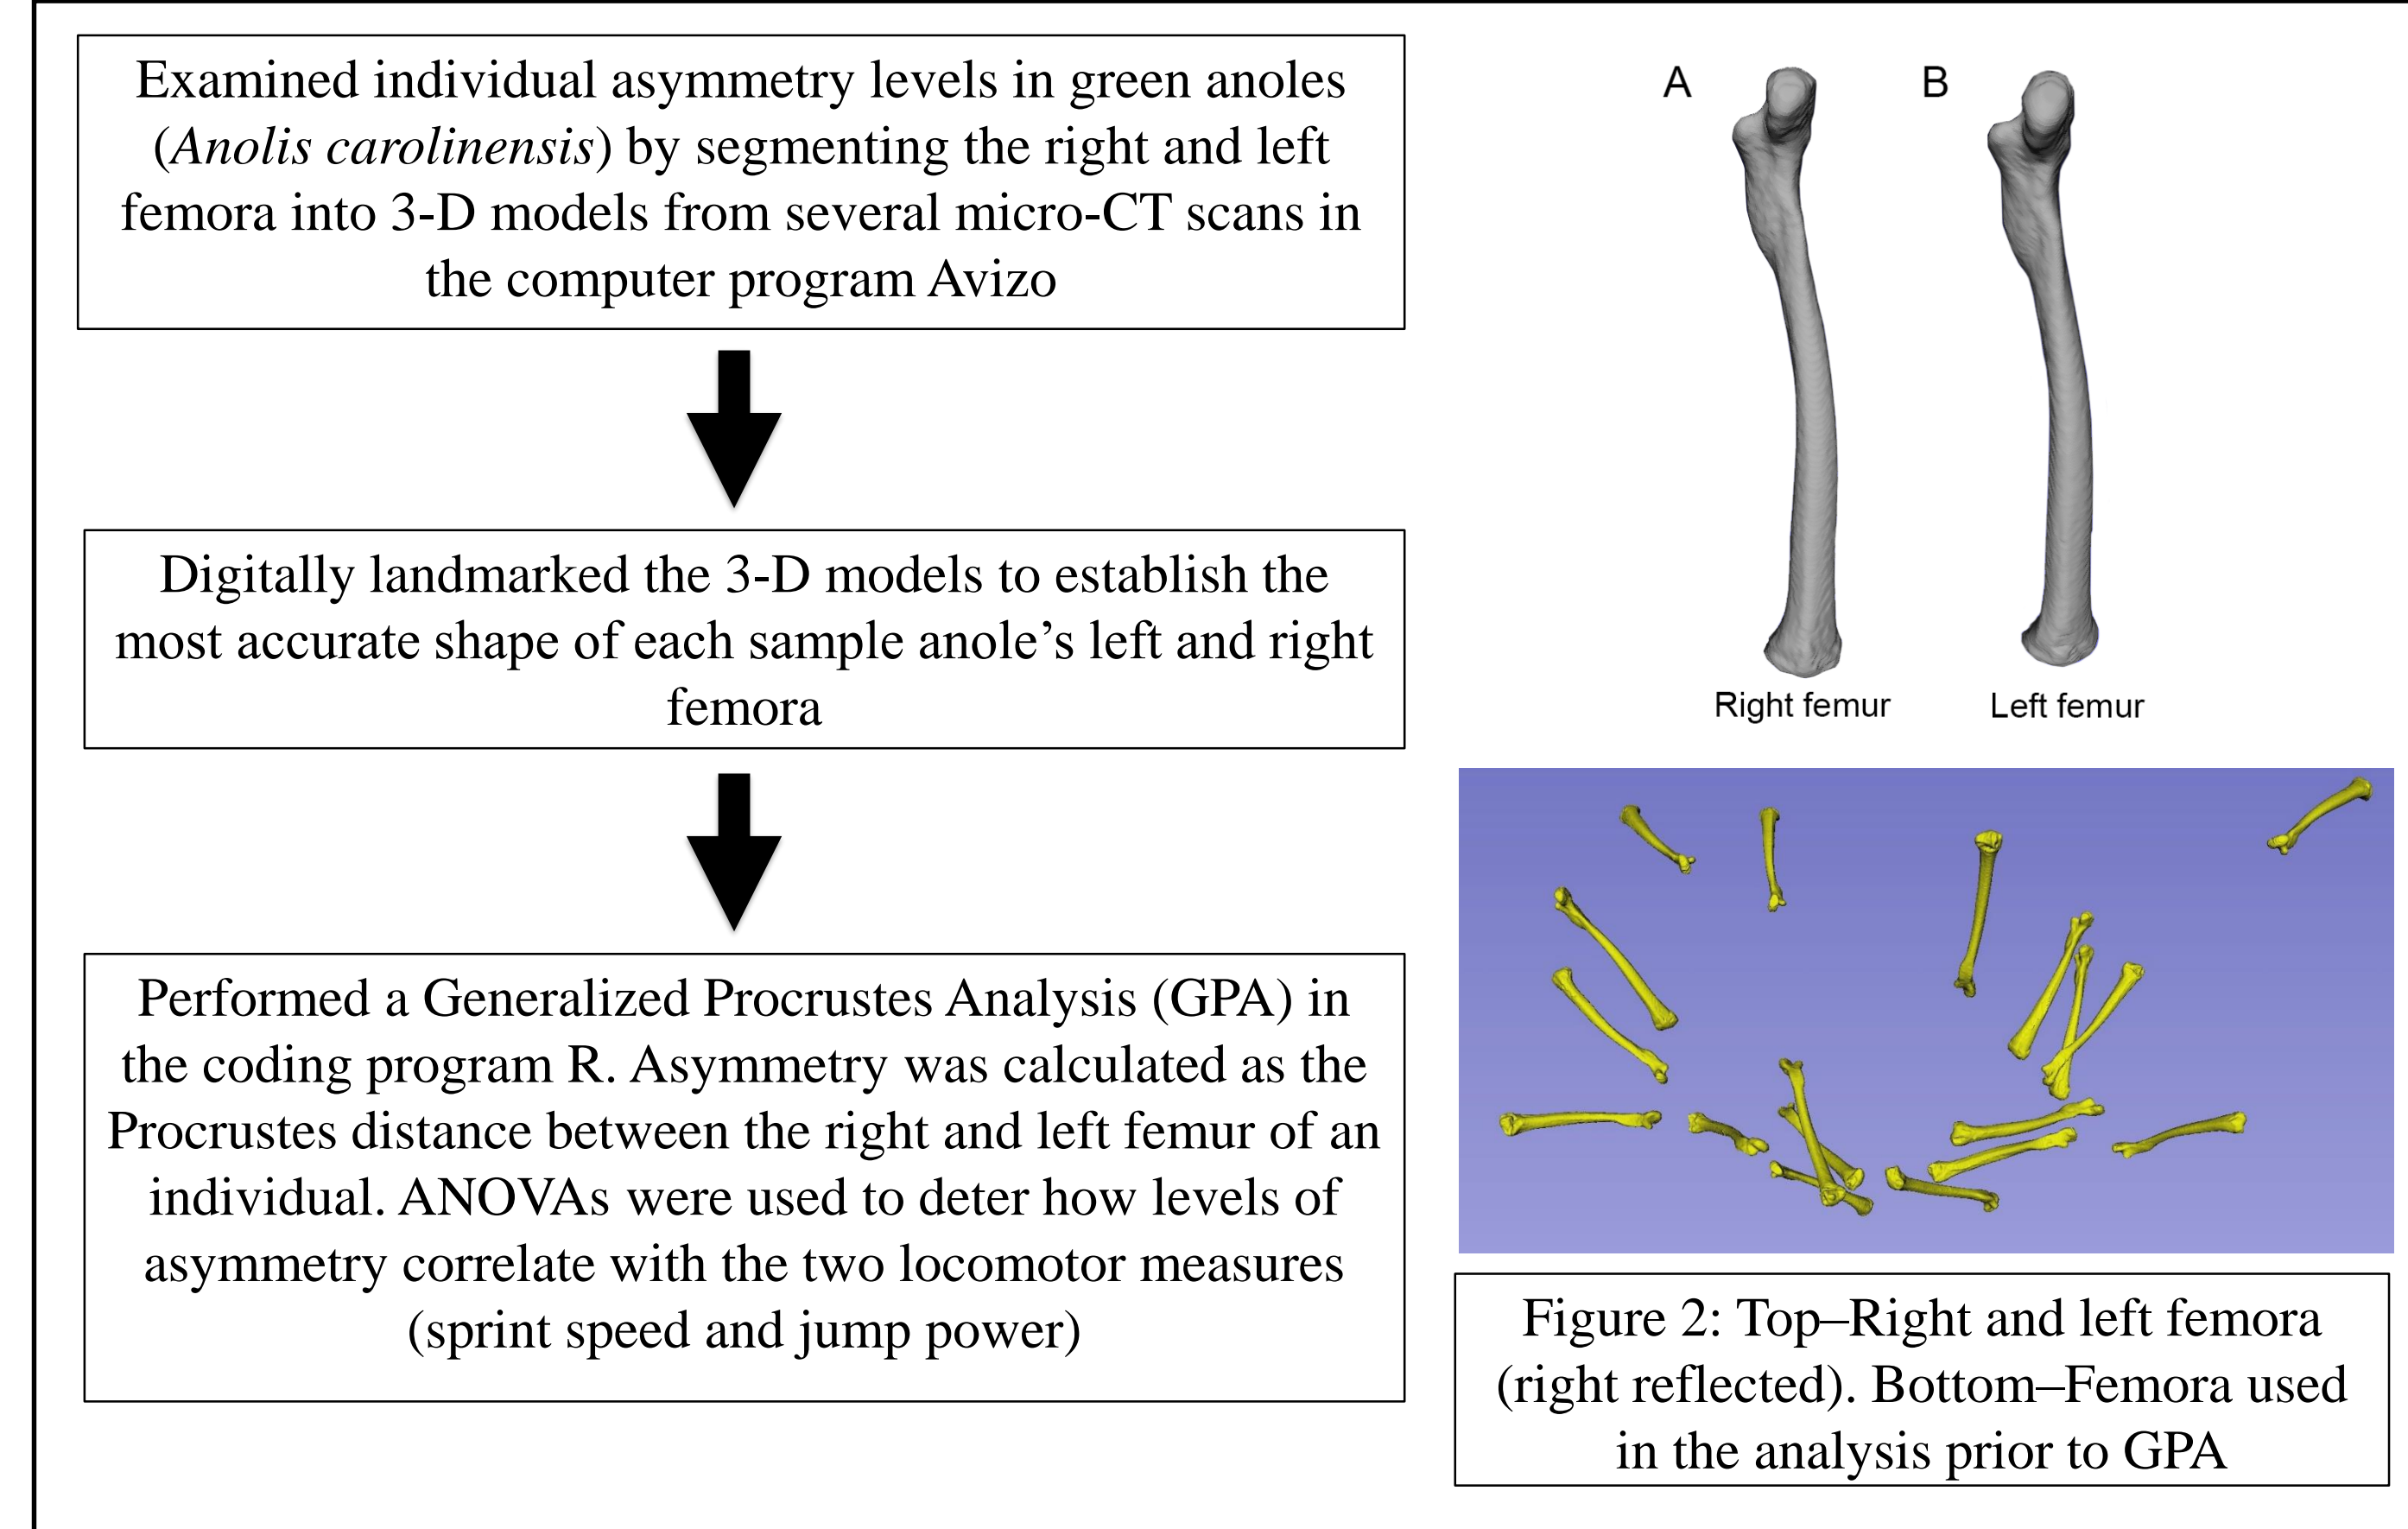 Examined individual asymmetry levels in green anoles
(Anolis carolinensis) by segmenting the right and left
femora into 3-D models from several micro-CT scans in
the computer program Avizo
Digitally landmarked the 3-D models to establish the
most accurate shape of each sample anole’s left and right
femora
Performed a Generalized Procrustes Analysis (GPA) in
the coding program R. Asymmetry was calculated as the
Procrustes distance between the right and left femur of an
individual. ANOVAs were used to deter how levels of
asymmetry correlate with the two locomotor measures
(sprint speed and jump power)
A
B
Right femur
Left femur
Figure 2: Top–Right and left femora
(right reflected). Bottom–Femora used
in the analysis prior to GPA